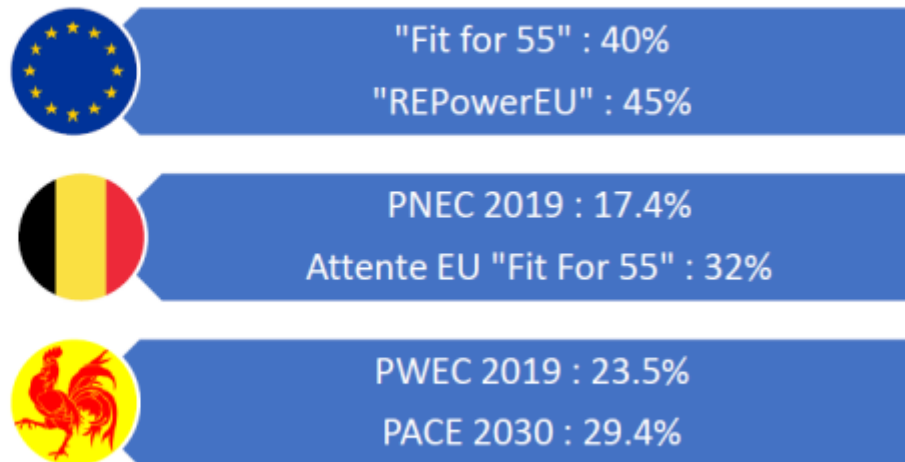 "Fit for 55" : 40%
"REPowerEU" : 45%
PNEC 2019 : 17.4%
Attente EU "Fit For 55" : 32%
PWEC 2019 : 23.5%
PACE 2030 : 29.4%